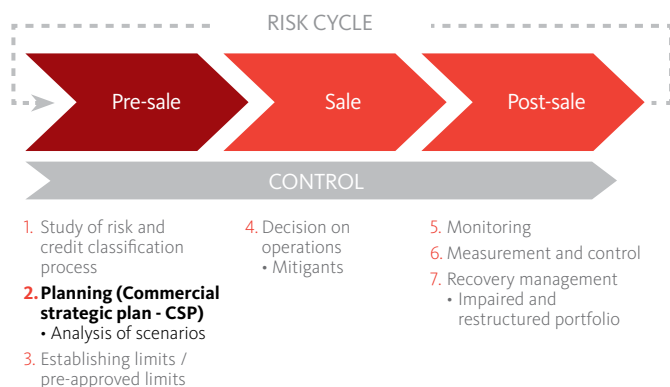 RISK CYCLE
Pre-sale
Sale
Post-sale
CONTROL
1. Study of risk and
credit classification
process
2. Planning (Commercial
strategic plan - CSP)
• Analysis of scenarios
3. Establishing limits /
pre-approved limits
4. Decision on
operations
• Mitigants
5. Monitoring
6. Measurement and control
7. Recovery management
• Impaired and
restructured portfolio